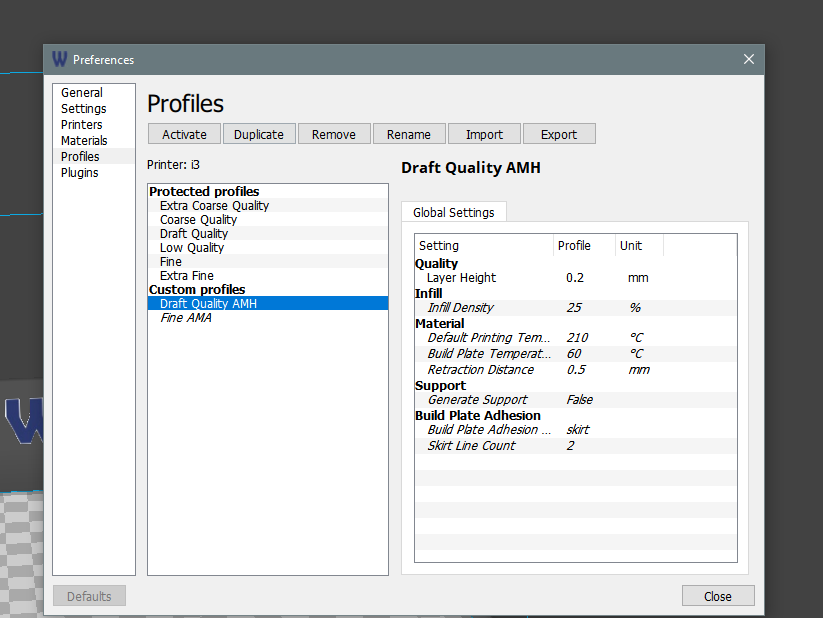 W Preferences
General
Settings
Printers
Materials
Profiles
Plugins
Profiles
Activate Duplicate Remove Rename Import Export
Printer: i3
Protected profiles
Extra Coarse Quality
Coarse Quality
Draft Quality
Low Quality
Fine
Extra Fine
Custom profiles
Draft Quality AMH
Fine AMA
Draft Quality AMH
Global Settings
Setting Profile Unit
Quality
Layer Height 0.2 mm
Infill
Infill Density 25 %
Material
Default Printing Tem... 210 °C
Build Plate Temperat... 60 °C
Retraction Distance 0.5 mm
Support
Generate Support False
Build Plate Adhesion
Build Plate Adhesion ... skirt
Skirt Line Count 2
W
Defaults
Close